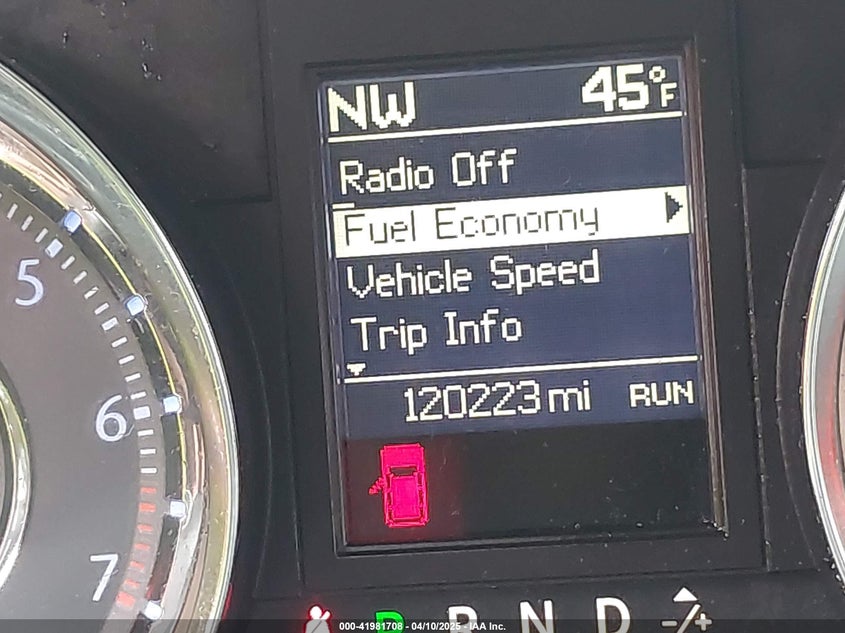 NW 45°F
Radio Off
Fuel Economy
Vehicle Speed
Trip Info
120223 mi RUN
5
6
7
P R N D -/+
000-41981708 - 04/10/2025 - IAA Inc.